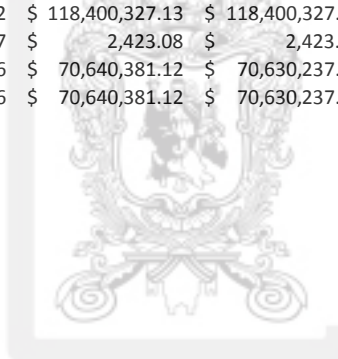 2 $ 118,400,327.13 $ 118,400,327.
7 $ 2,423.08 $ 2,423.
6 $ 70,640,381.12 $ 70,630,237.
6 $ 70,640,381.12 $ 70,630,237.